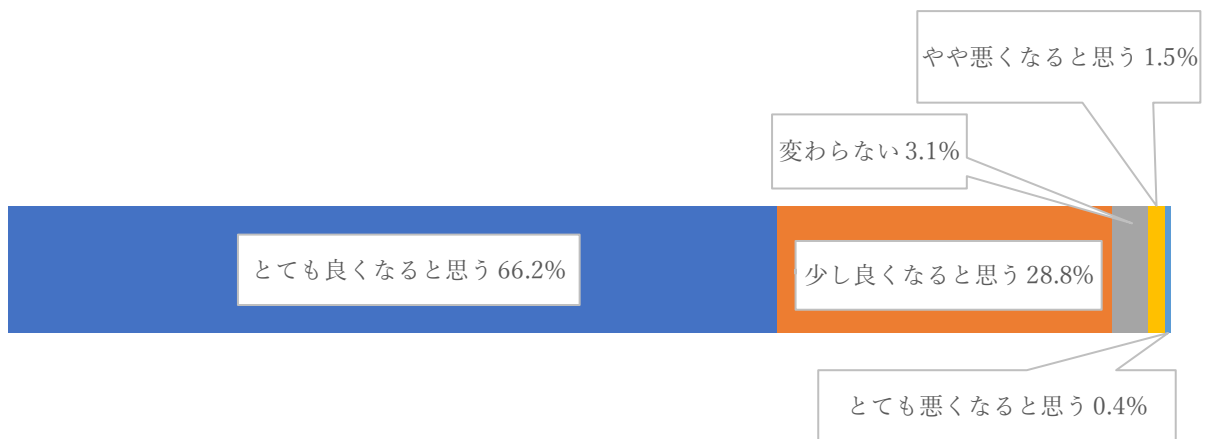 やや悪くなると思う 1.5%
変わらない 3.1%
とても良くなると思う 66.2%
少し良くなると思う 28.8%
とても悪くなると思う 0.4%